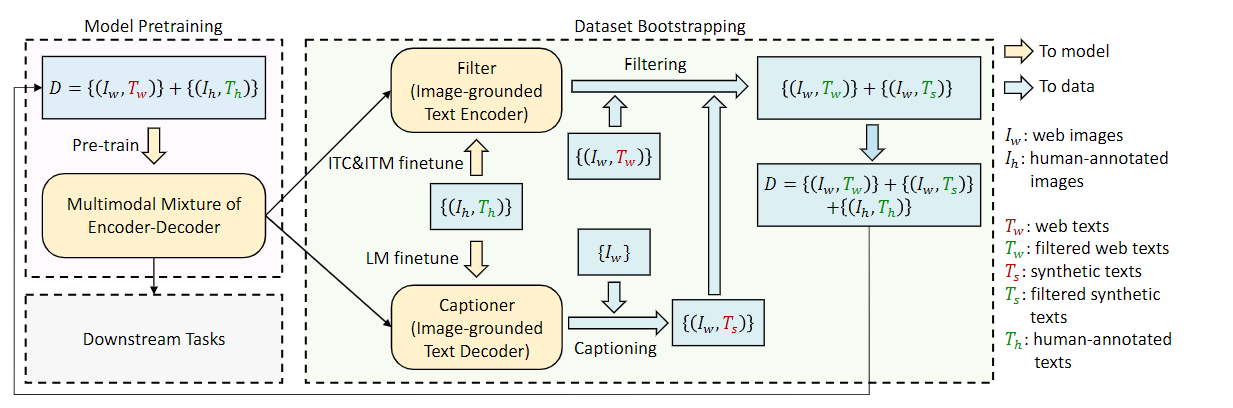 Model Pretraining
D = {(I_w, T_w)} + {(I_h, T_h)}
Pre-train
Multimodal Mixture of
Encoder-Decoder
Downstream Tasks
Dataset Bootstrapping
Filter
(Image-grounded
Text Encoder)
ITC&ITM finetune
{(I_h, T_h)}
LM finetune
Captioner
(Image-grounded
Text Decoder)
Filtering
{(I_w, T_w)}
{I_w}
Captioning
{(I_w, T_s)}
{(I_w, T_w)} + {(I_w, T_s)}
D = {(I_w, T_w)} + {(I_w, T_s)}
+{(I_h, T_h)}
To model
To data
I_w: web images
I_h: human-annotated
images
T_w: web texts
T_w: filtered web texts
T_s: synthetic texts
T_s: filtered synthetic
texts
T_h: human-annotated
texts